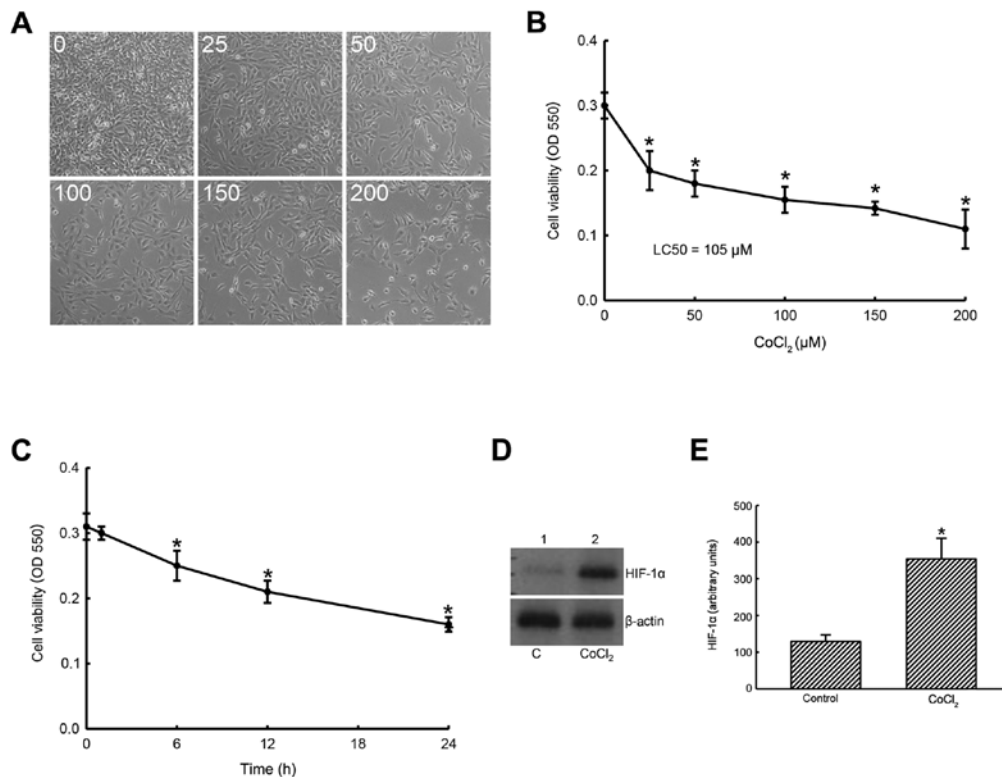 A
0
25
50
100
150
200
B
Cell viability (OD 550)
0.4
0.3
0.2
0.1
0.0
*
*
*
*
*
LC50 = 105 µM
0
50
100
150
200
CoCl₂ (µM)
C
Cell viability (OD 550)
0.4
0.3
0.2
0.1
0.0
*
*
*
0
6
12
18
24
Time (h)
D
1
2
HIF-1α
β-actin
C
CoCl₂
E
HIF-1α (arbitrary units)
500
400
300
200
100
0
*
Control
CoCl₂